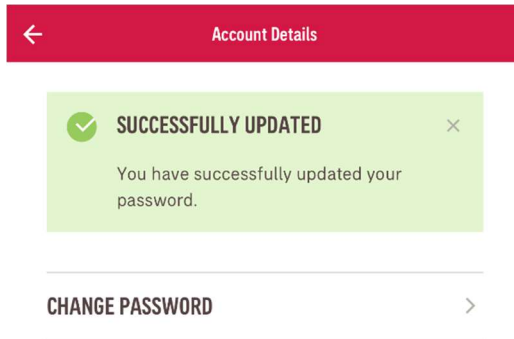 Account Details
SUCCESSFULLY UPDATED
You have successfully updated your
password.
CHANGE PASSWORD